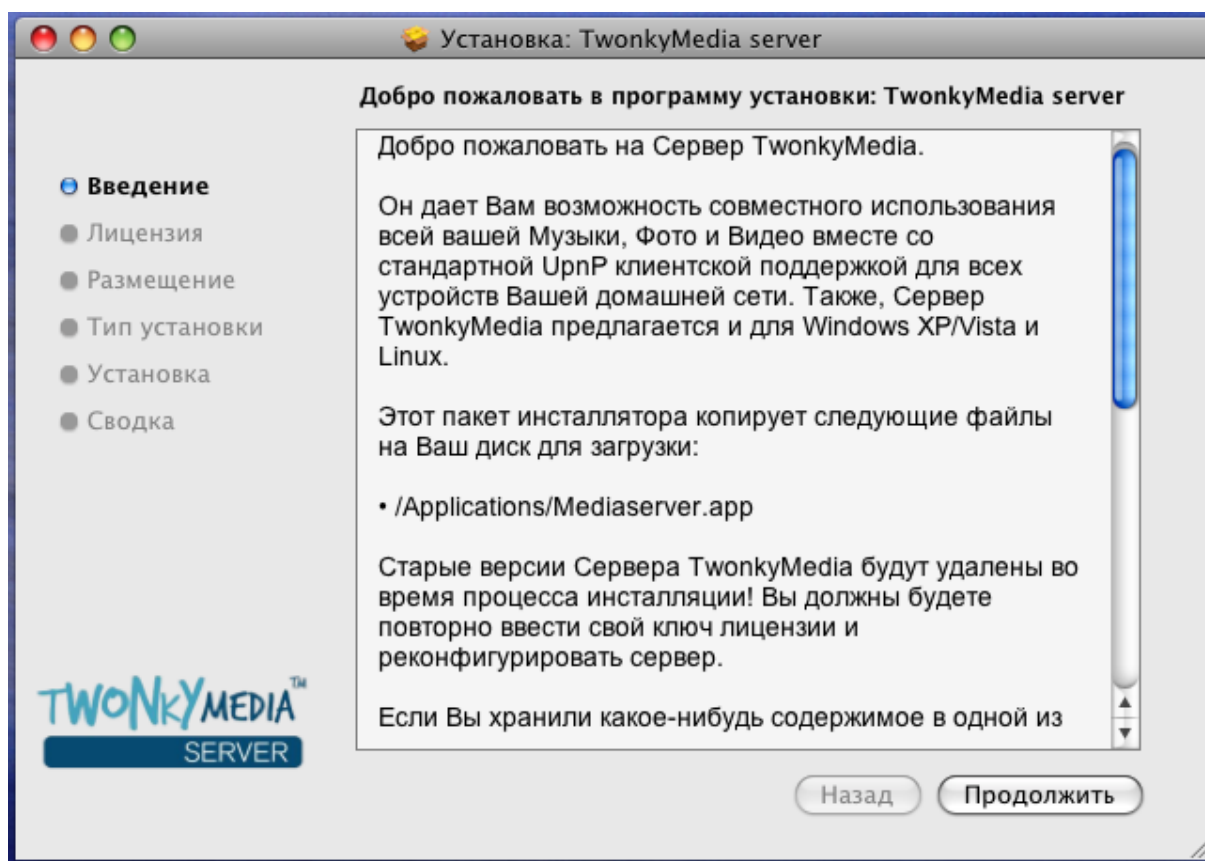 Установка: TwonkyMedia server
Добро пожаловать в программу установки: TwonkyMedia server
Введение
Лицензия
Размещение
Тип установки
Установка
Сводка
Добро пожаловать на Сервер TwonkyMedia.
Он дает Вам возможность совместного использования
всей вашей Музыки, Фото и Видео вместе со
стандартной UpnP клиентской поддержкой для всех
устройств Вашей домашней сети. Также, Сервер
TwonkyMedia предлагается и для Windows XP/Vista и
Linux.
Этот пакет инсталлятора копирует следующие файлы
на Ваш диск для загрузки:
• /Applications/Mediaserver.app
Старые версии Сервера TwonkyMedia будут удалены во
время процесса инсталляции! Вы должны будете
повторно ввести свой ключ лицензии и
реконфигурировать сервер.
Если Вы хранили какое-нибудь содержимое в одной из
TWONKYMEDIA™
SERVER
Назад
Продолжить